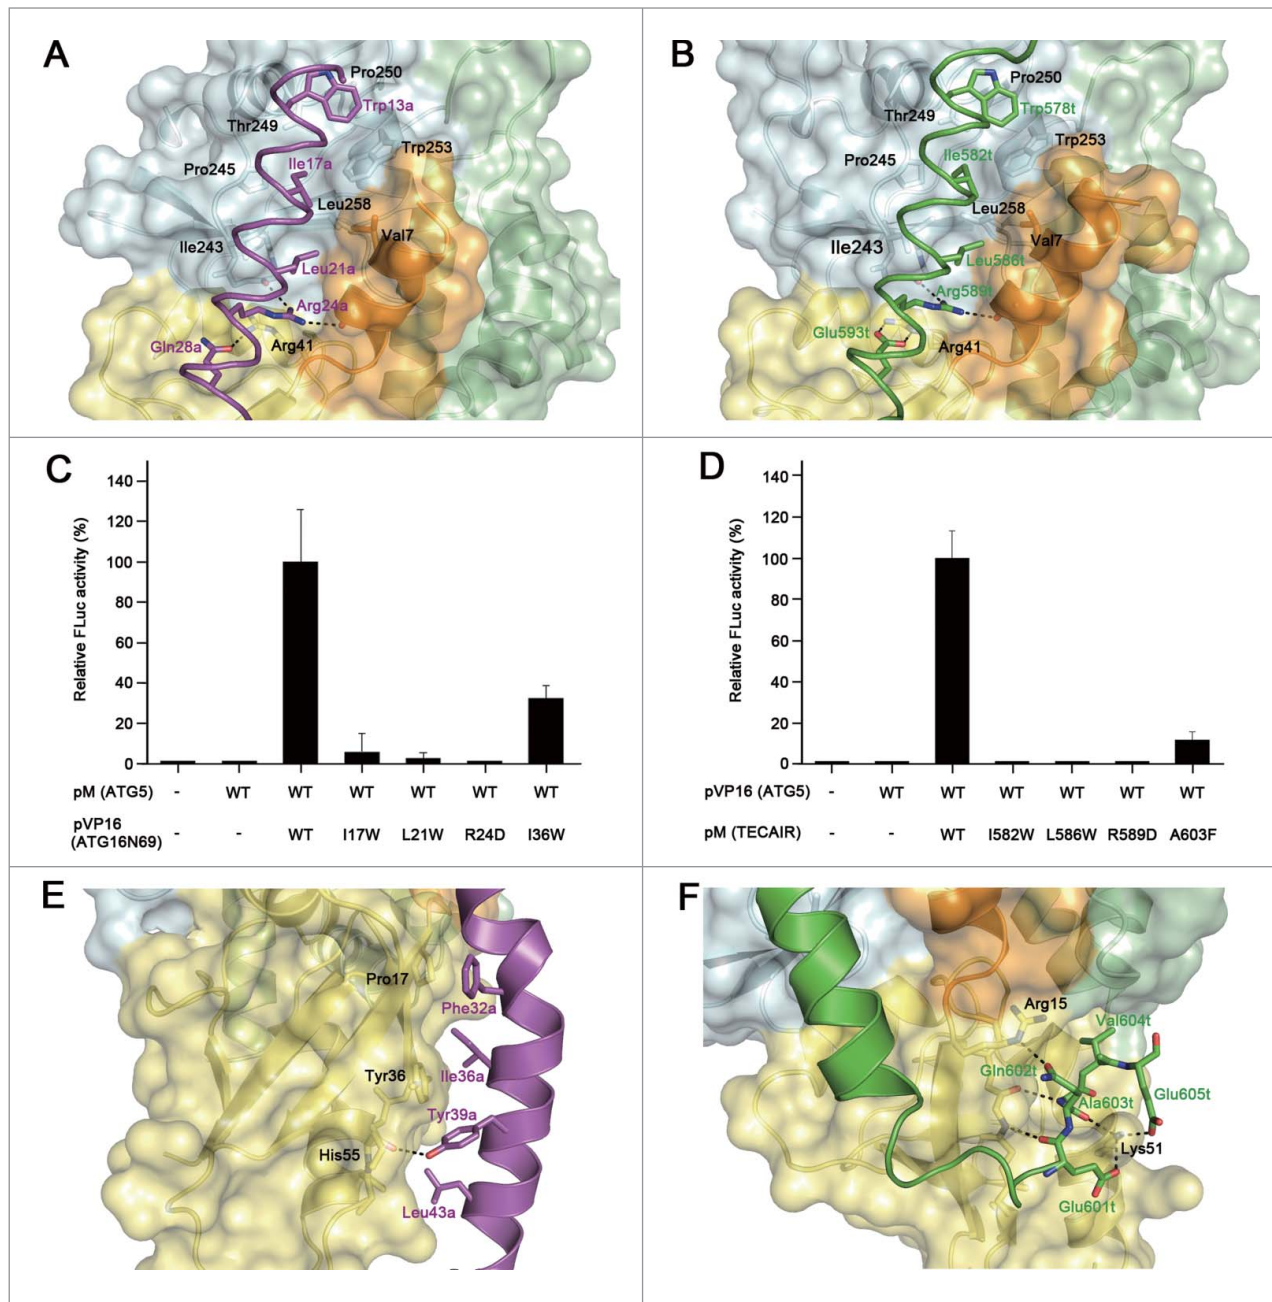 A
Pro250
Trp13a
Thr249
Trp253
Pro245
Ile17a
Leu258
Val7
Ile243
Leu21a
Arg24a
Gln28a
Arg41
B
Pro250
Thr249
Trp578t
Trp253
Pro245
Ile582t
Leu258
Val7
Ile243
Leu586t
Arg589t
Glu593t
Arg41
C
Relative FLuc activity (%)
140
120
100
80
60
40
20
0
pM (ATG5) - WT WT WT WT WT WT
pVP16
(ATG16N69) - - WT I17W L21W R24D I36W
D
Relative FLuc activity (%)
140
120
100
80
60
40
20
0
pVP16 (ATG5) - WT WT WT WT WT WT
pM (TECAIR) - - WT I582W L586W R589D A603F
E
Pro17
Phe32a
Tyr36
Ile36a
Tyr39a
His55
Leu43a
F
Arg15
Val604t
Gln602t
Ala603t
Glu605t
Lys51
Glu601t